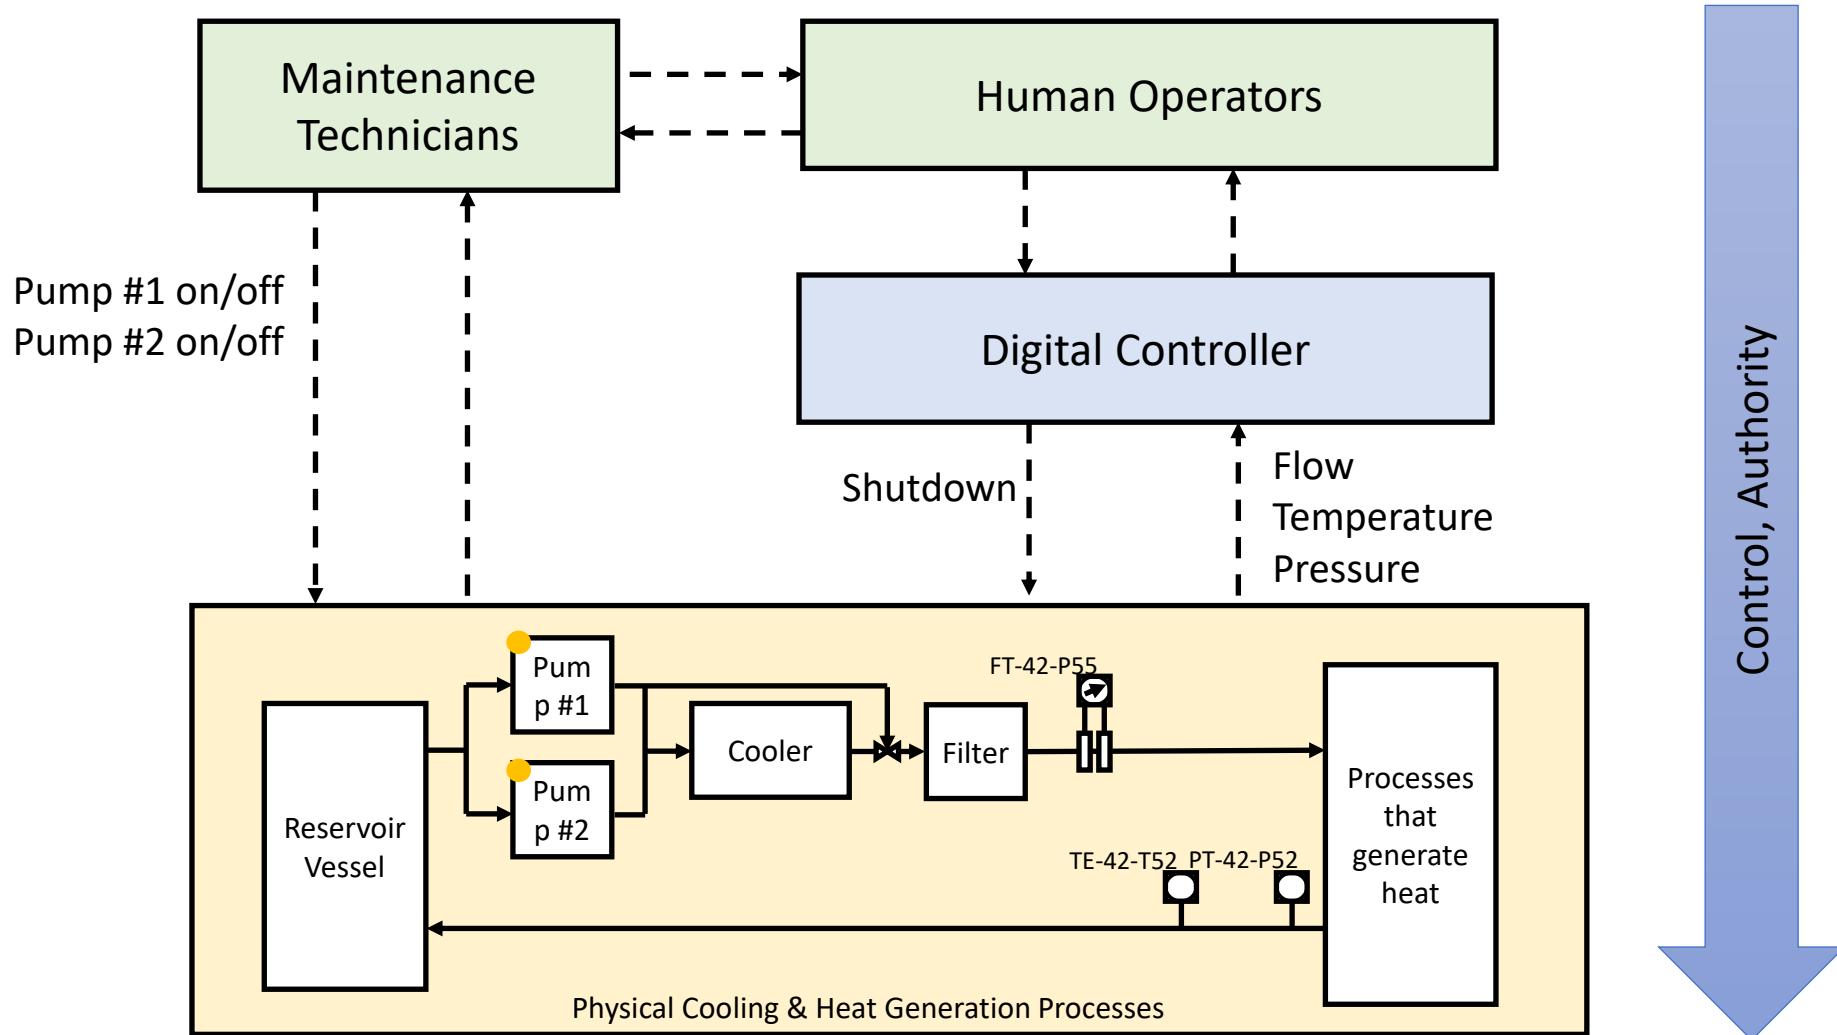 Maintenance
Technicians
Human Operators
Pump #1 on/off
Pump #2 on/off
Digital Controller
Shutdown
Flow
Temperature
Pressure
Control, Authority
Pum
p #1
Pum
p #2
Reservoir
Vessel
Cooler
Filter
FT-42-P55
TE-42-T52
PT-42-P52
Processes
that
generate
heat
Physical Cooling & Heat Generation Processes